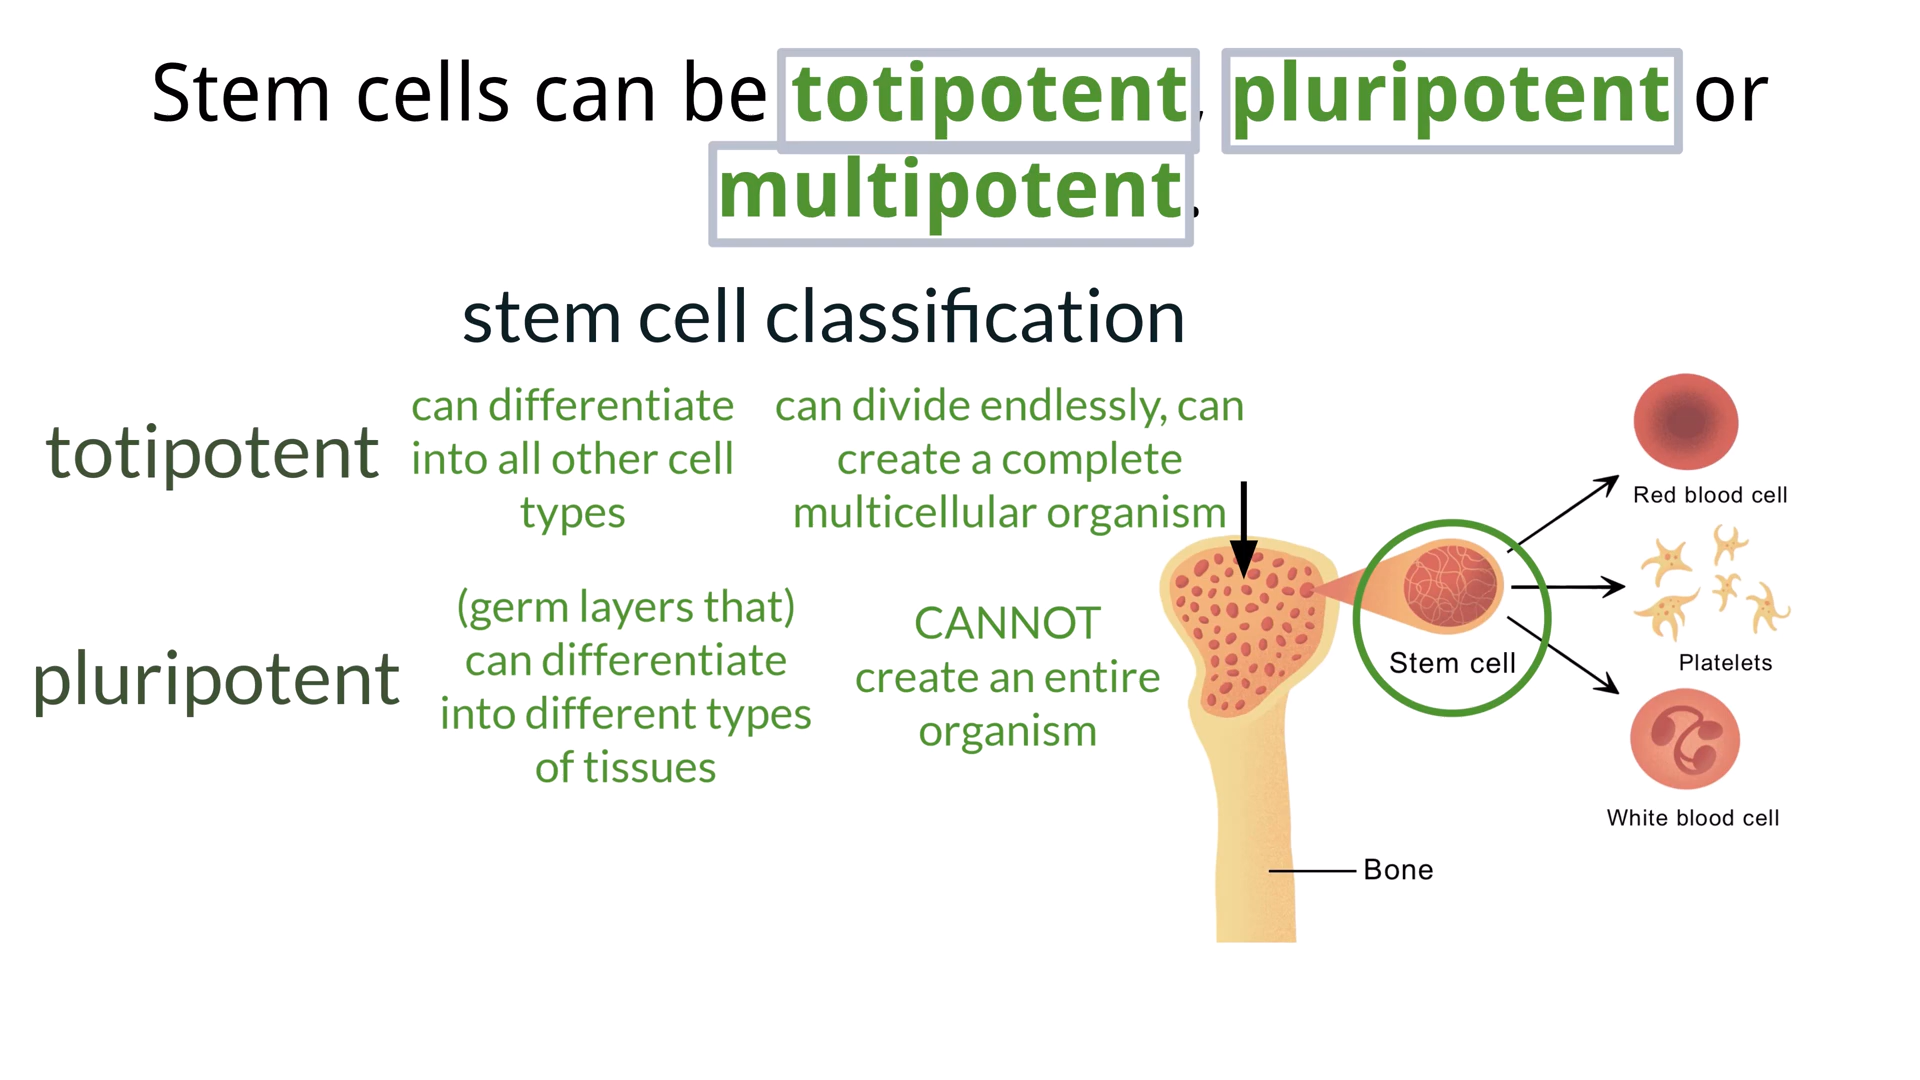 Stem cells can be totipotent, pluripotent or
multipotent.
stem cell classification
totipotent
can differentiate
into all other cell
types
can divide endlessly, can
create a complete
multicellular organism
pluripotent
(germ layers that)
can differentiate
into different types
of tissues
CANNOT
create an entire
organism
Red blood cell
Stem cell
Platelets
White blood cell
Bone